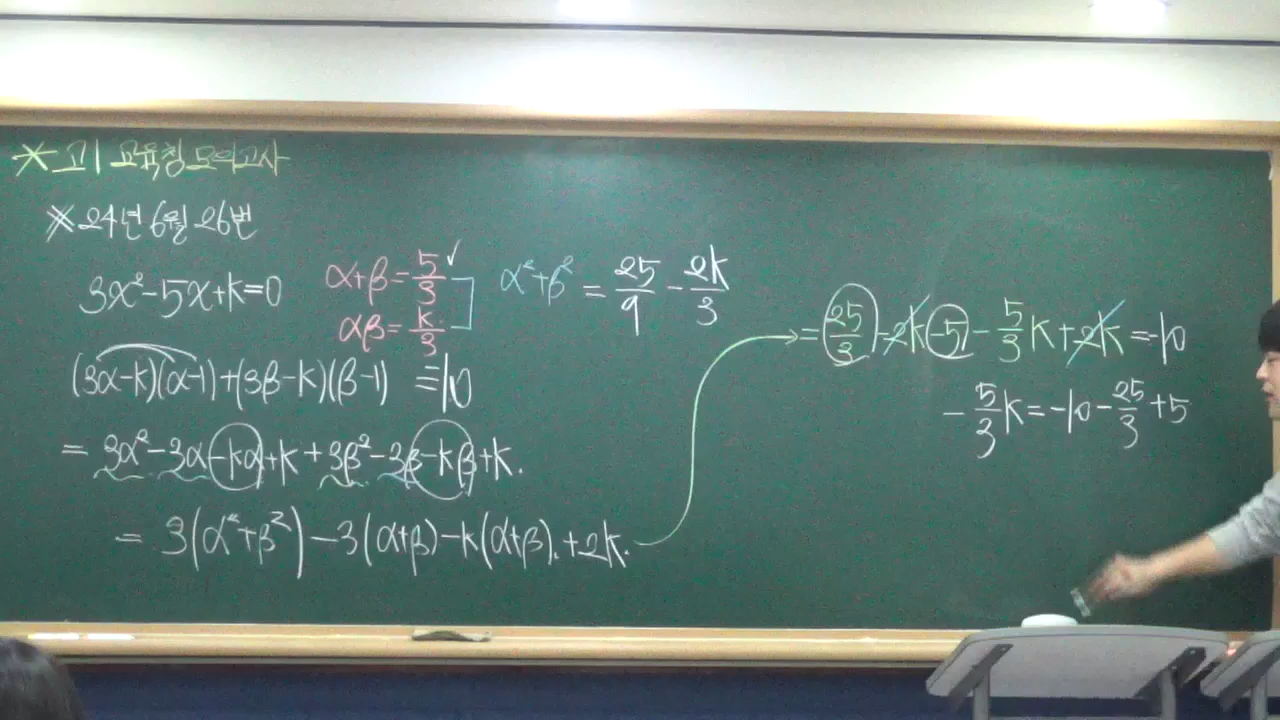 * 고1 교육청모의고사
※ 24년 6월 26번
3x²-5x+k=0
α+β=5/3 ✓
αβ=k/3
α²+β²=25/9-2k/3
(3α-k)(α-1)+(3β-k)(β-1)=10
=3α²-3α-kα+k+3β²-3β-kβ+k.
=3(α²+β²)-3(α+β)-k(α+β).+2k.
=25/3-2k-5-5/3k+2k=-10
-5/3k=-10-25/3+5